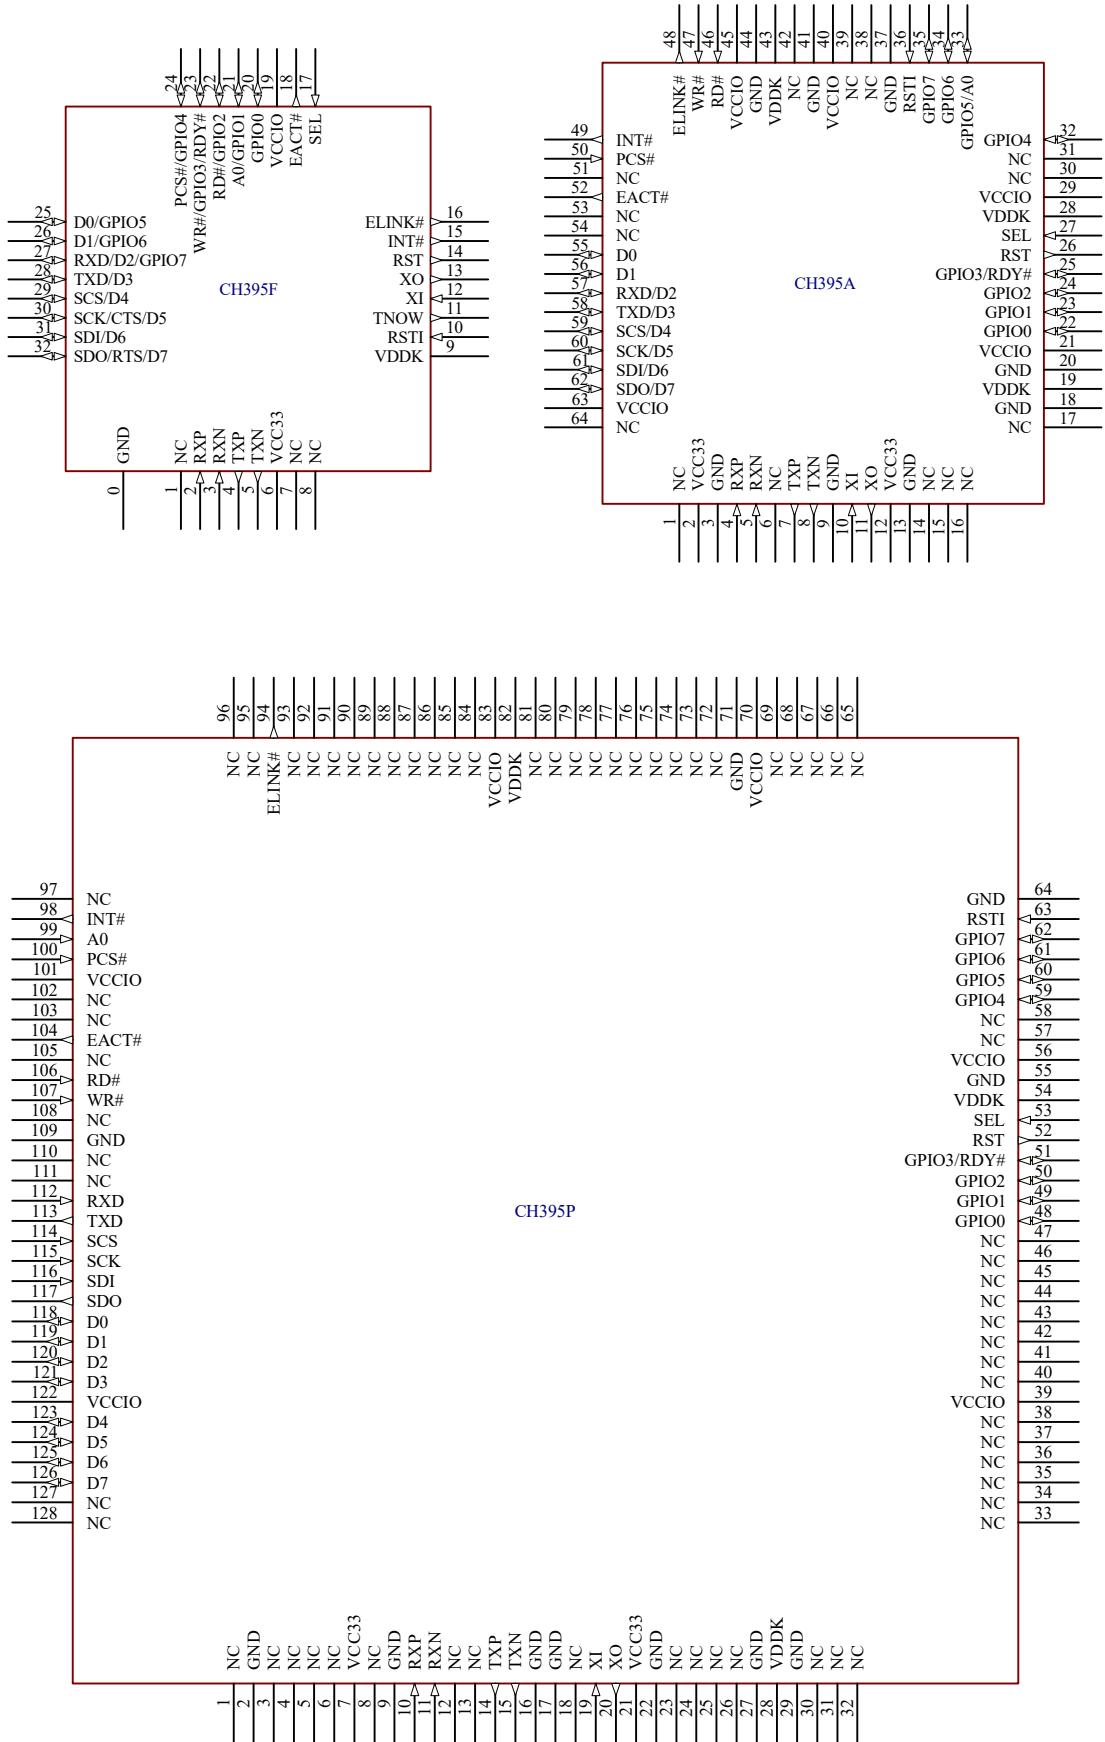 24 23 22 21 20 19 18 17
PCS#/GPIO4 WR#/GPIO3/RDY# RD#/GPIO2 A0/GPIO1 GPIO0 VCCIO EACT# SEL
25 D0/GPIO5
26 D1/GPIO6
27 RXD/D2/GPIO7
28 TXD/D3
29 SCS/D4
30 SCK/CTS/D5
31 SDI/D6
32 SDO/RTS/D7
CH395F
ELINK# 16
INT# 15
RST 14
XO 13
XI 12
TNOW 11
RSTI 10
VDDK 9
GND NC RXP RXN TXP TXN VCC33 NC NC
0 1 2 3 4 5 6 7 8
48 47 46 45 44 43 42 41 40 39 38 37 36 35 34 33
ELINK# WR# RD# VCCIO GND VDDK NC GND VCCIO NC NC GND RSTI GPIO7 GPIO6 GPIO5/A0
49 INT#
50 PCS#
51 NC
52 EACT#
53 NC
54 NC
55 D0
56 D1
57 RXD/D2
58 TXD/D3
59 SCS/D4
60 SCK/D5
61 SDI/D6
62 SDO/D7
63 VCCIO
64 NC
CH395A
GPIO4 32
NC 31
NC 30
VCCIO 29
VDDK 28
SEL 27
RST 26
GPIO3/RDY# 25
GPIO2 24
GPIO1 23
GPIO0 22
VCCIO 21
GND 20
VDDK 19
GND 18
NC 17
NC VCC33 GND RXP RXN NC TXP TXN GND XI XO VCC33 GND NC NC NC
1 2 3 4 5 6 7 8 9 10 11 12 13 14 15 16
96 95 94 93 92 91 90 89 88 87 86 85 84 83 82 81 80 79 78 77 76 75 74 73 72 71 70 69 68 67 66 65
NC NC ELINK# NC NC NC NC NC NC NC NC NC NC VCCIO VDDK NC NC NC NC NC NC NC NC NC NC GND VCCIO NC NC NC NC NC
97 NC
98 INT#
99 A0
100 PCS#
101 VCCIO
102 NC
103 NC
104 EACT#
105 NC
106 RD#
107 WR#
108 NC
109 GND
110 NC
111 NC
112 RXD
113 TXD
114 SCS
115 SCK
116 SDI
117 SDO
118 D0
119 D1
120 D2
121 D3
122 VCCIO
123 D4
124 D5
125 D6
126 D7
127 NC
128 NC
CH395P
GND 64
RSTI 63
GPIO7 62
GPIO6 61
GPIO5 60
GPIO4 59
NC 58
NC 57
VCCIO 56
GND 55
VDDK 54
SEL 53
RST 52
GPIO3/RDY# 51
GPIO2 50
GPIO1 49
GPIO0 48
NC 47
NC 46
NC 45
NC 44
NC 43
NC 42
NC 41
NC 40
VCCIO 39
NC 38
NC 37
NC 36
NC 35
NC 34
NC 33
NC GND NC NC NC NC VCC33 NC GND RXP RXN NC NC TXP TXN GND GND NC XI XO VCC33 GND NC NC NC NC GND VDDK GND NC NC NC
1 2 3 4 5 6 7 8 9 10 11 12 13 14 15 16 17 18 19 20 21 22 23 24 25 26 27 28 29 30 31 32